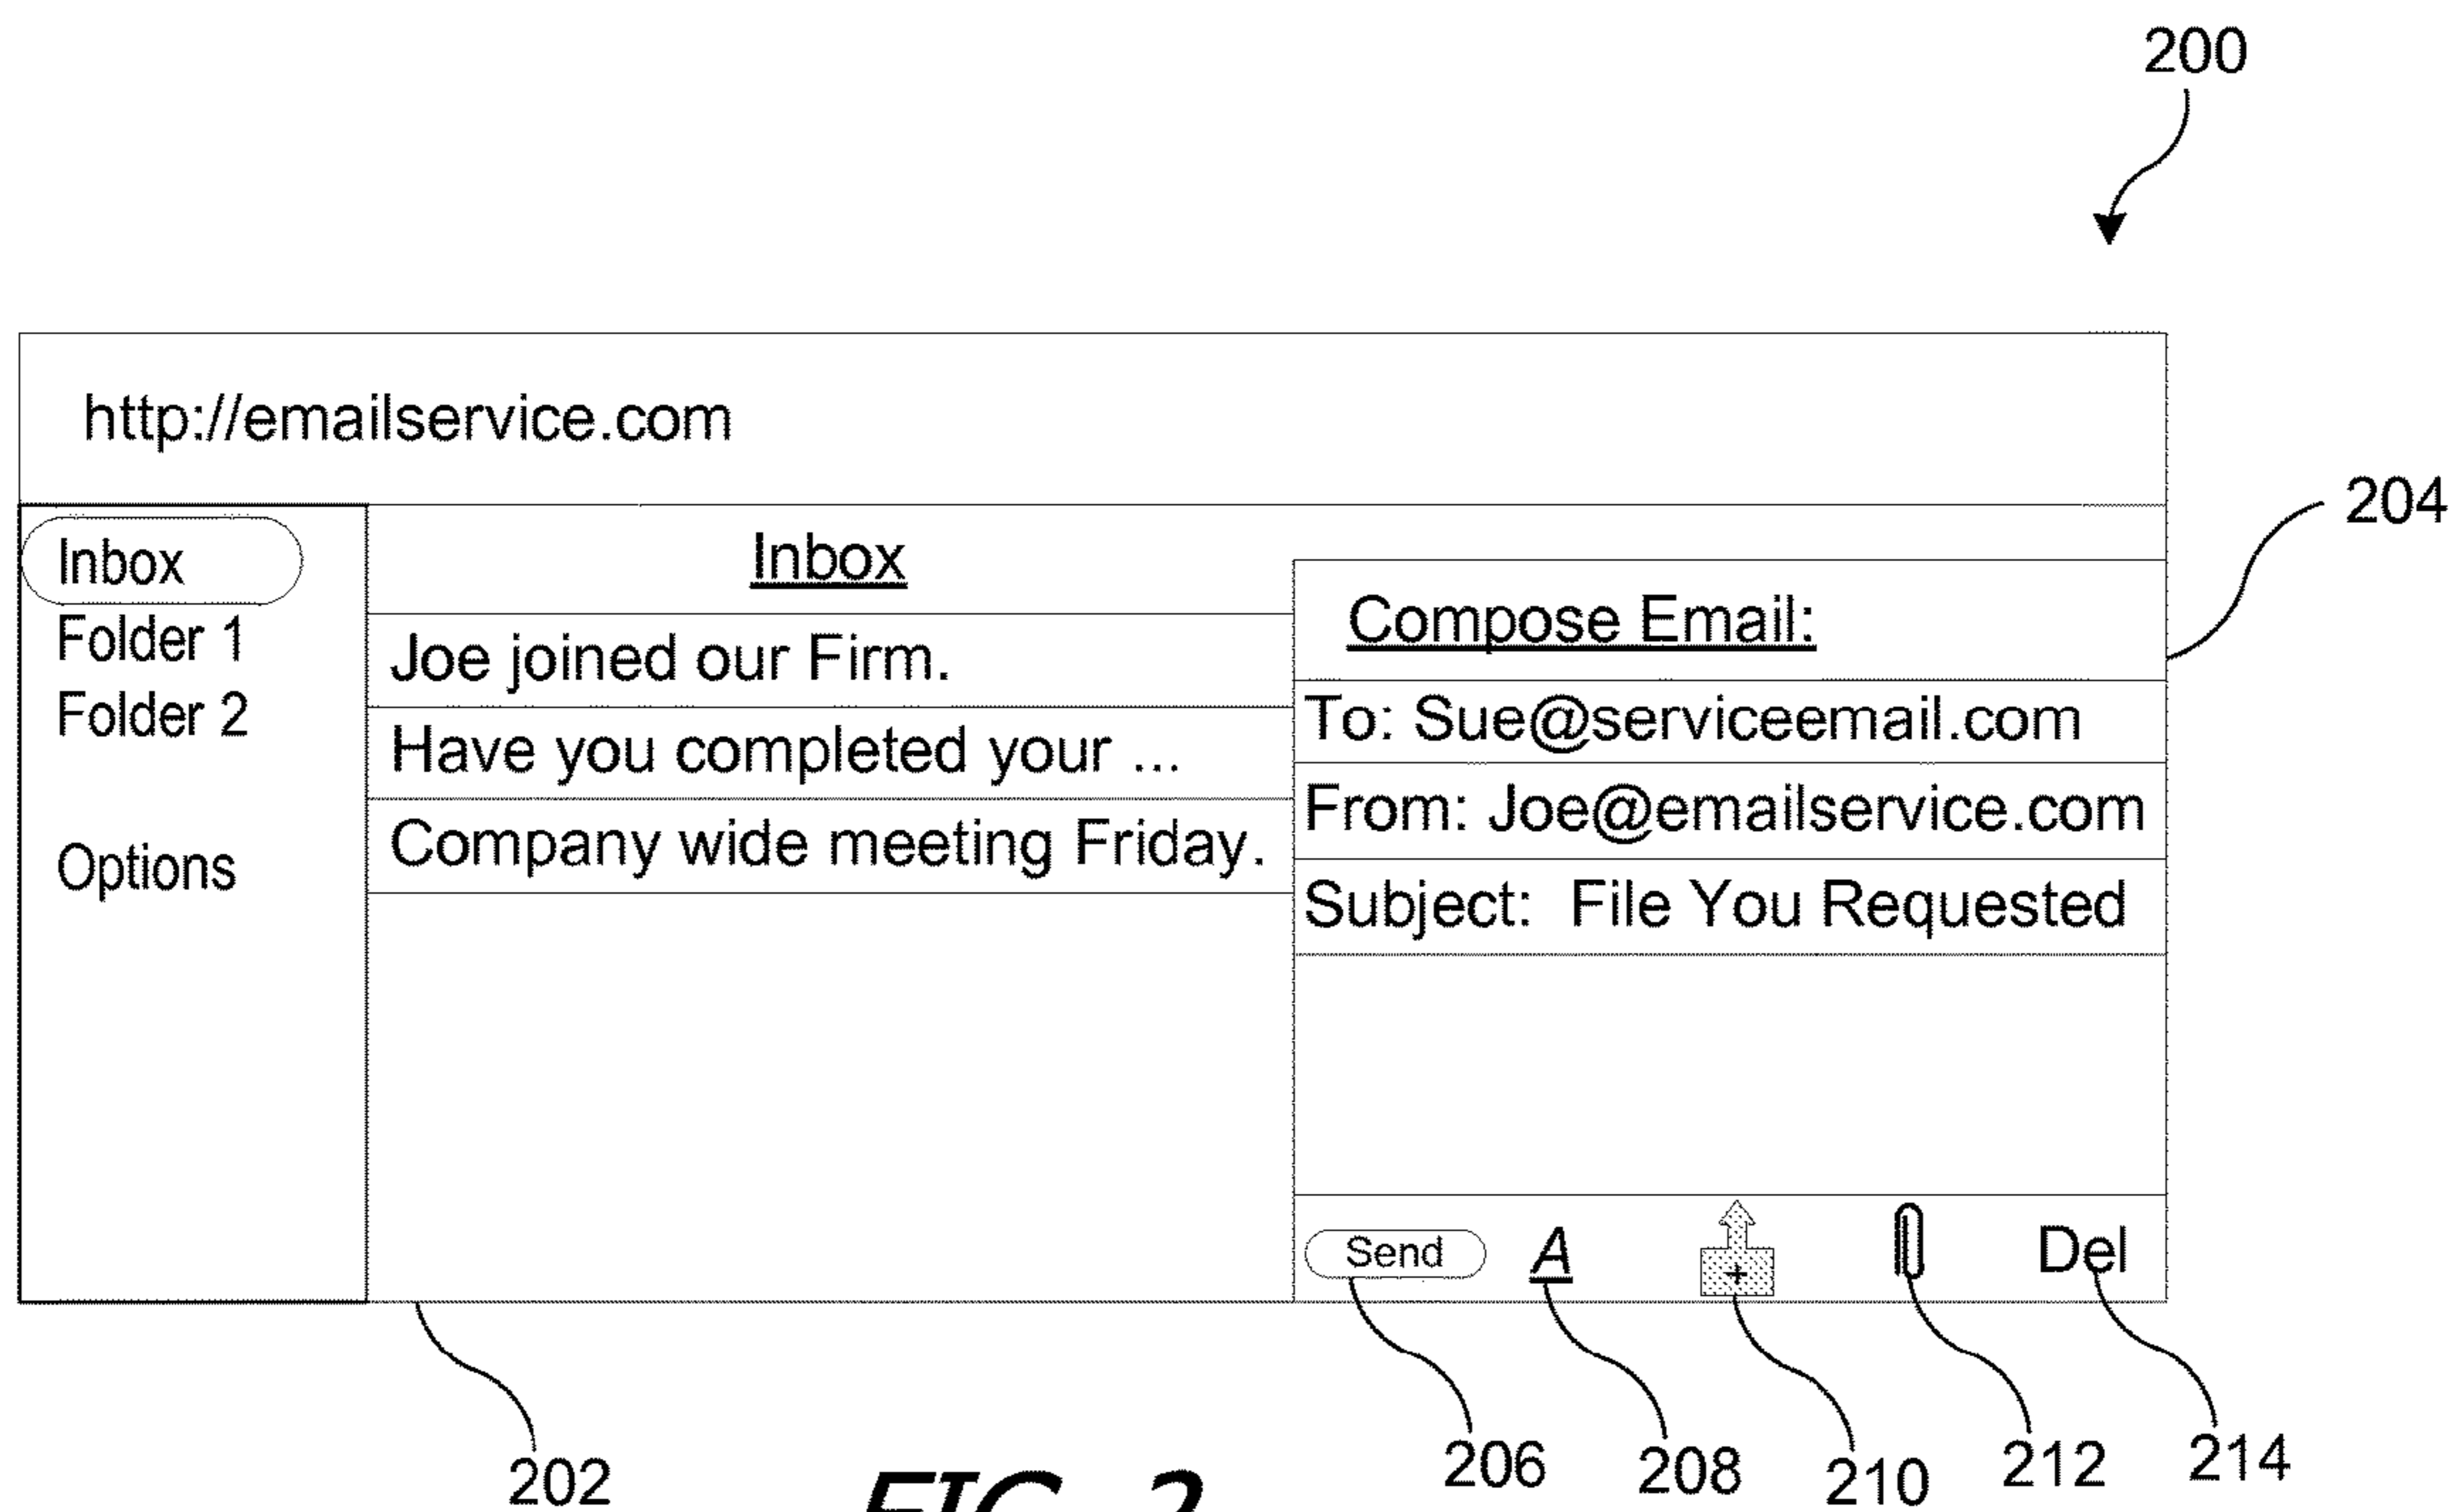 200
http://emailservice.com
204
Inbox
Folder 1
Folder 2
Options
Inbox
Joe joined our Firm.
Have you completed your ...
Company wide meeting Friday.
Compose Email:
To: Sue@serviceemail.com
From: Joe@emailservice.com
Subject: File You Requested
Send A + Del
202 206 208 210 212 214
FIG. 2